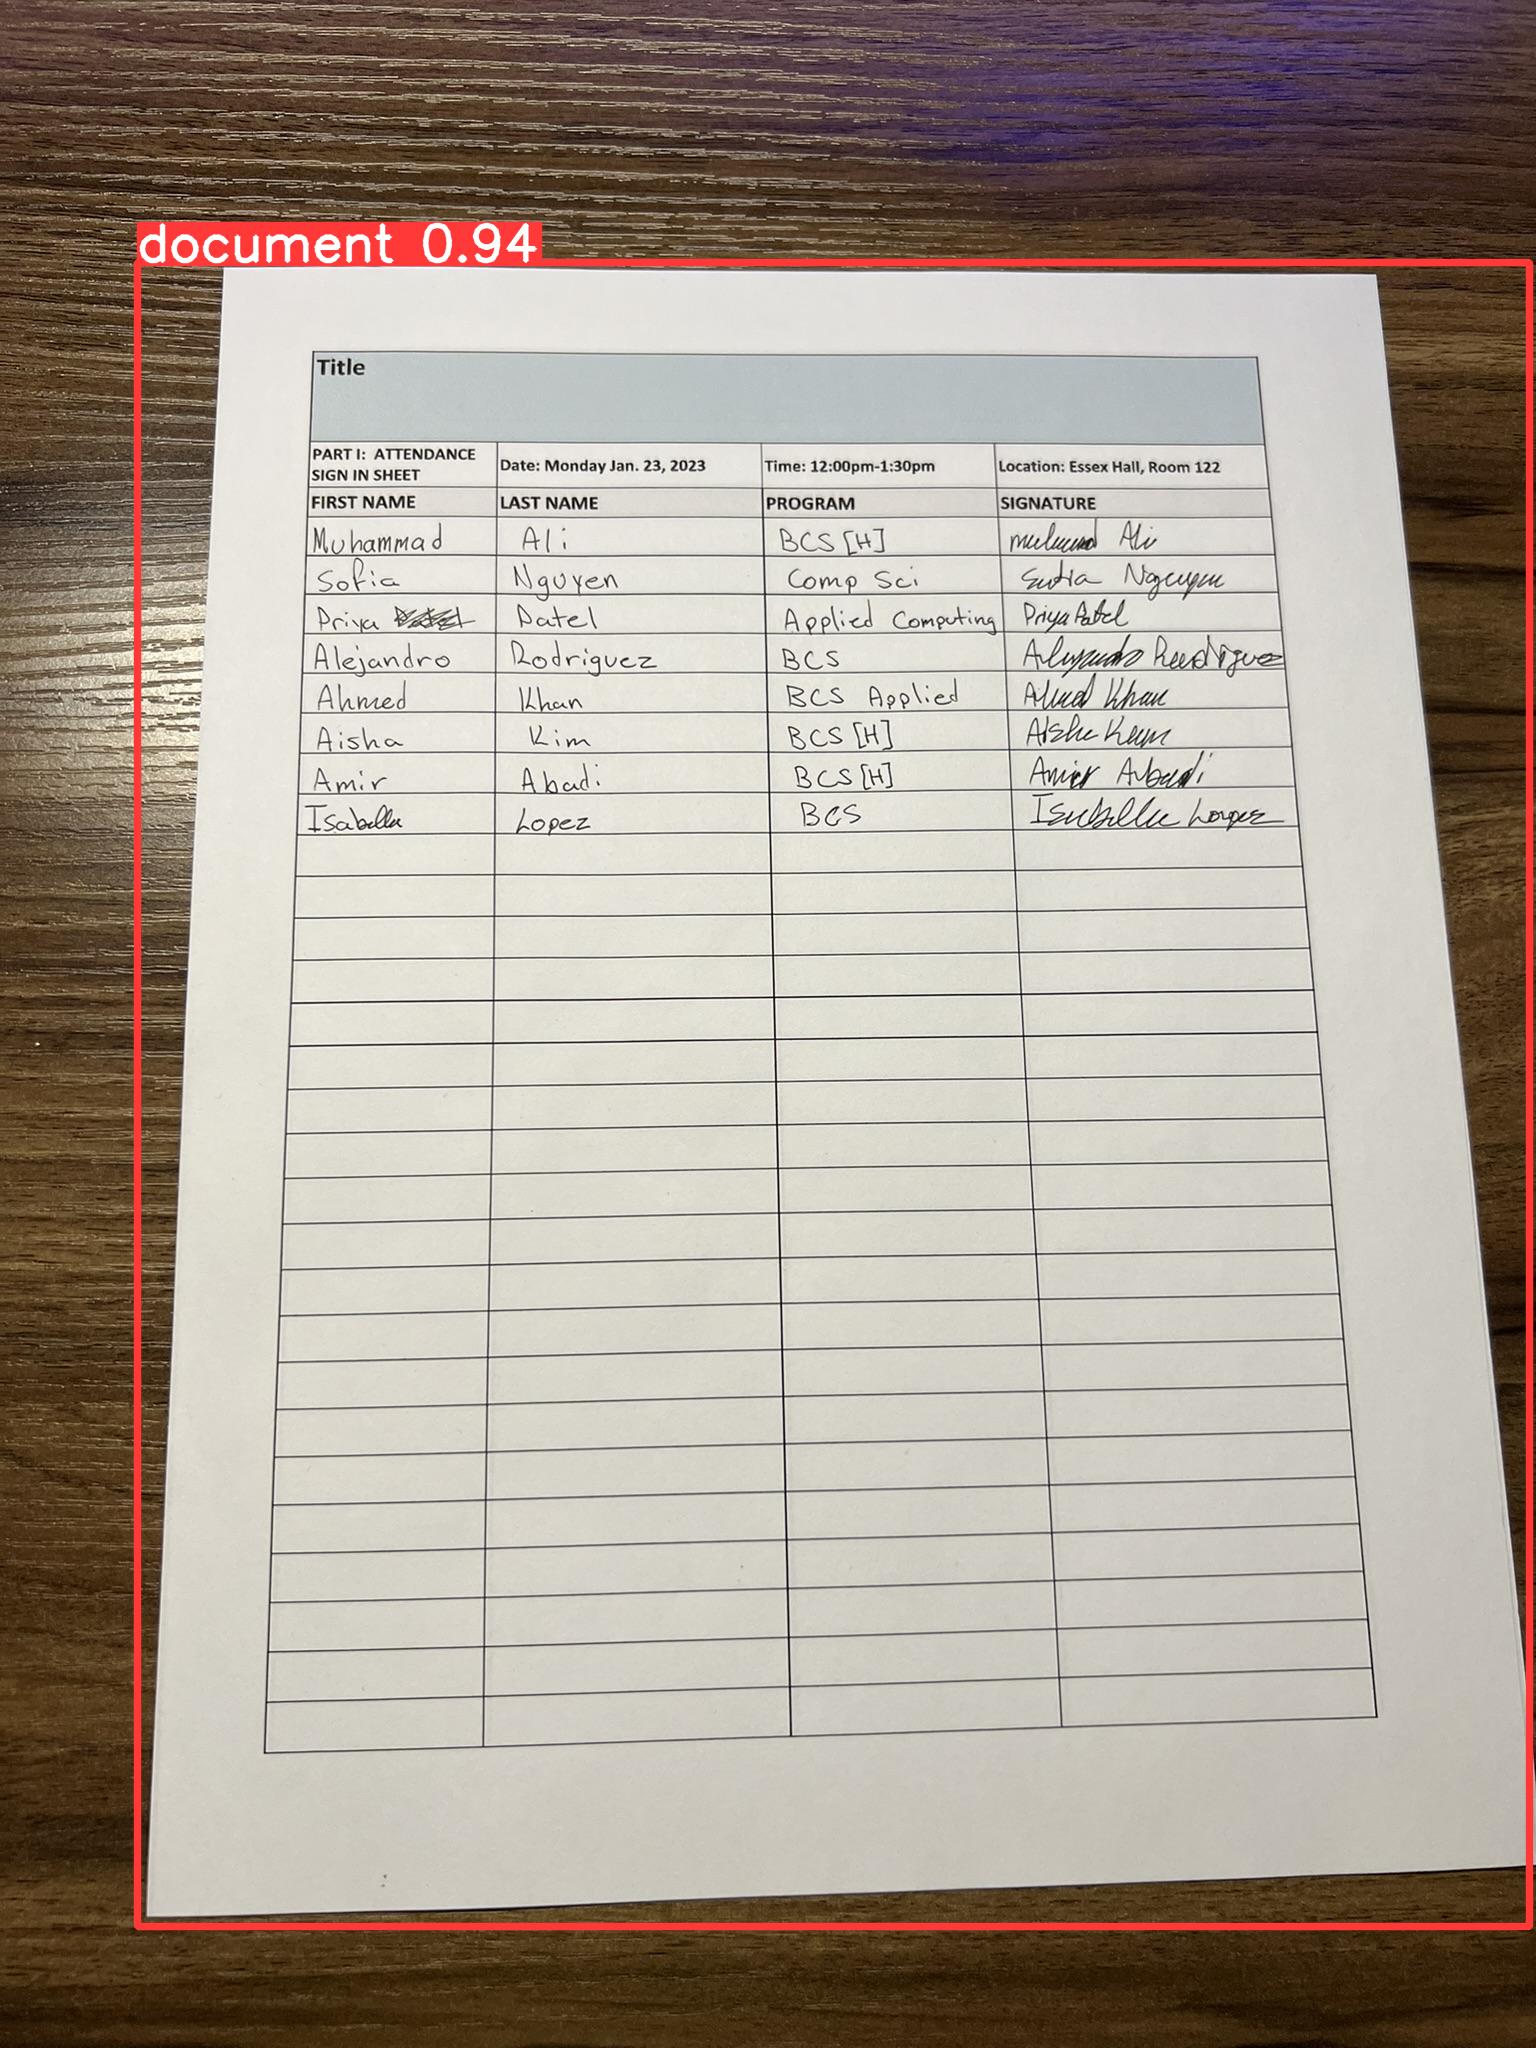 document 0.94
Title
PART I: ATTENDANCE SIGN IN SHEET Date: Monday Jan. 23, 2023 Time: 12:00pm-1:30pm Location: Essex Hall, Room 122
FIRST NAME LAST NAME PROGRAM SIGNATURE
Muhammad Ali BCS [H] Ali
Sofia Nguyen Comp Sci Nguyen
Priya Patel Applied Computing Priya Patel
Alejandro Rodriguez BCS Alejandro Rodriguez
Ahmed Khan BCS Applied Ahmed Khan
Aisha Kim BCS [H] Aisha Kim
Amir Abadi BCS [H] Amir Abadi
Isabella Lopez BCS Isabella Lopez